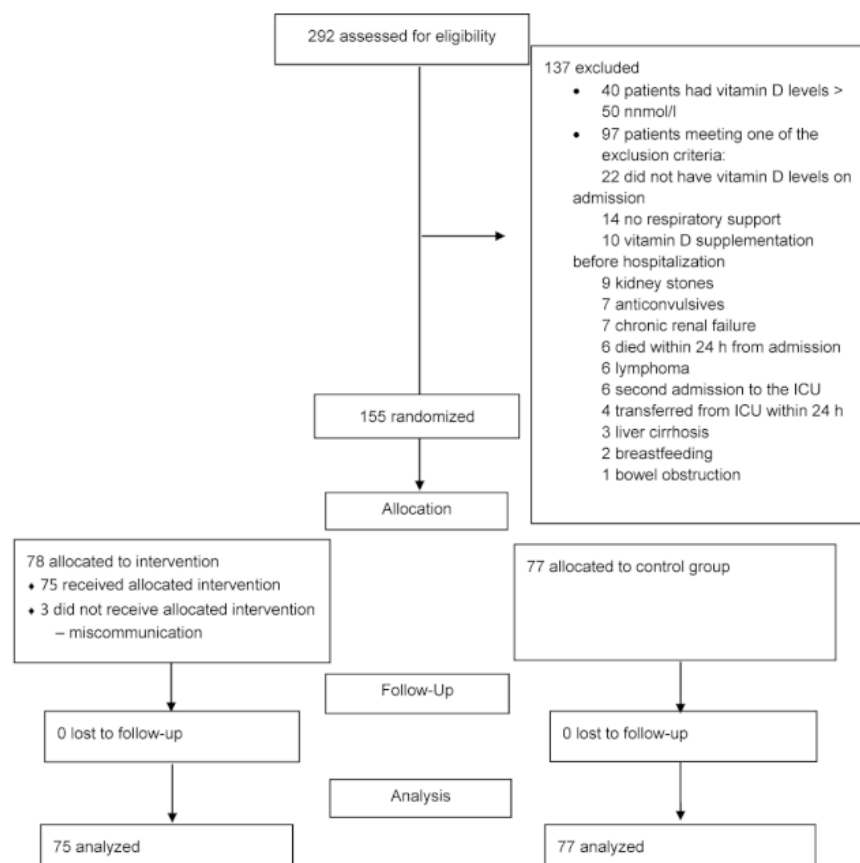 292 assessed for eligibility
137 excluded
• 40 patients had vitamin D levels >
50 nnmol/l
• 97 patients meeting one of the
exclusion criteria:
22 did not have vitamin D levels on
admission
14 no respiratory support
10 vitamin D supplementation
before hospitalization
9 kidney stones
7 anticonvulsives
7 chronic renal failure
6 died within 24 h from admission
6 lymphoma
6 second admission to the ICU
4 transferred from ICU within 24 h
3 liver cirrhosis
2 breastfeeding
1 bowel obstruction
155 randomized
Allocation
78 allocated to intervention
♦ 75 received allocated intervention
♦ 3 did not receive allocated intervention
– miscommunication
77 allocated to control group
Follow-Up
0 lost to follow-up
0 lost to follow-up
Analysis
75 analyzed
77 analyzed